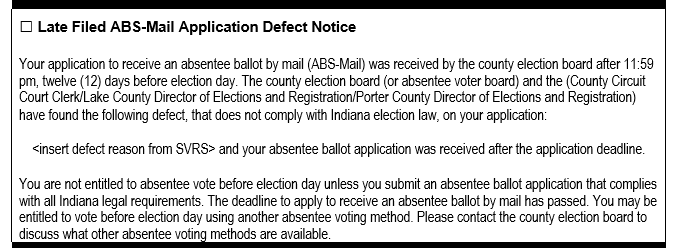 ☐ Late Filed ABS-Mail Application Defect Notice
Your application to receive an absentee ballot by mail (ABS-Mail) was received by the county election board after 11:59
pm, twelve (12) days before election day. The county election board (or absentee voter board) and the (County Circuit
Court Clerk/Lake County Director of Elections and Registration/Porter County Director of Elections and Registration)
have found the following defect, that does not comply with Indiana election law, on your application:
<insert defect reason from SVRS> and your absentee ballot application was received after the application deadline.
You are not entitled to absentee vote before election day unless you submit an absentee ballot application that complies
with all Indiana legal requirements. The deadline to apply to receive an absentee ballot by mail has passed. You may be
entitled to vote before election day using another absentee voting method. Please contact the county election board to
discuss what other absentee voting methods are available.